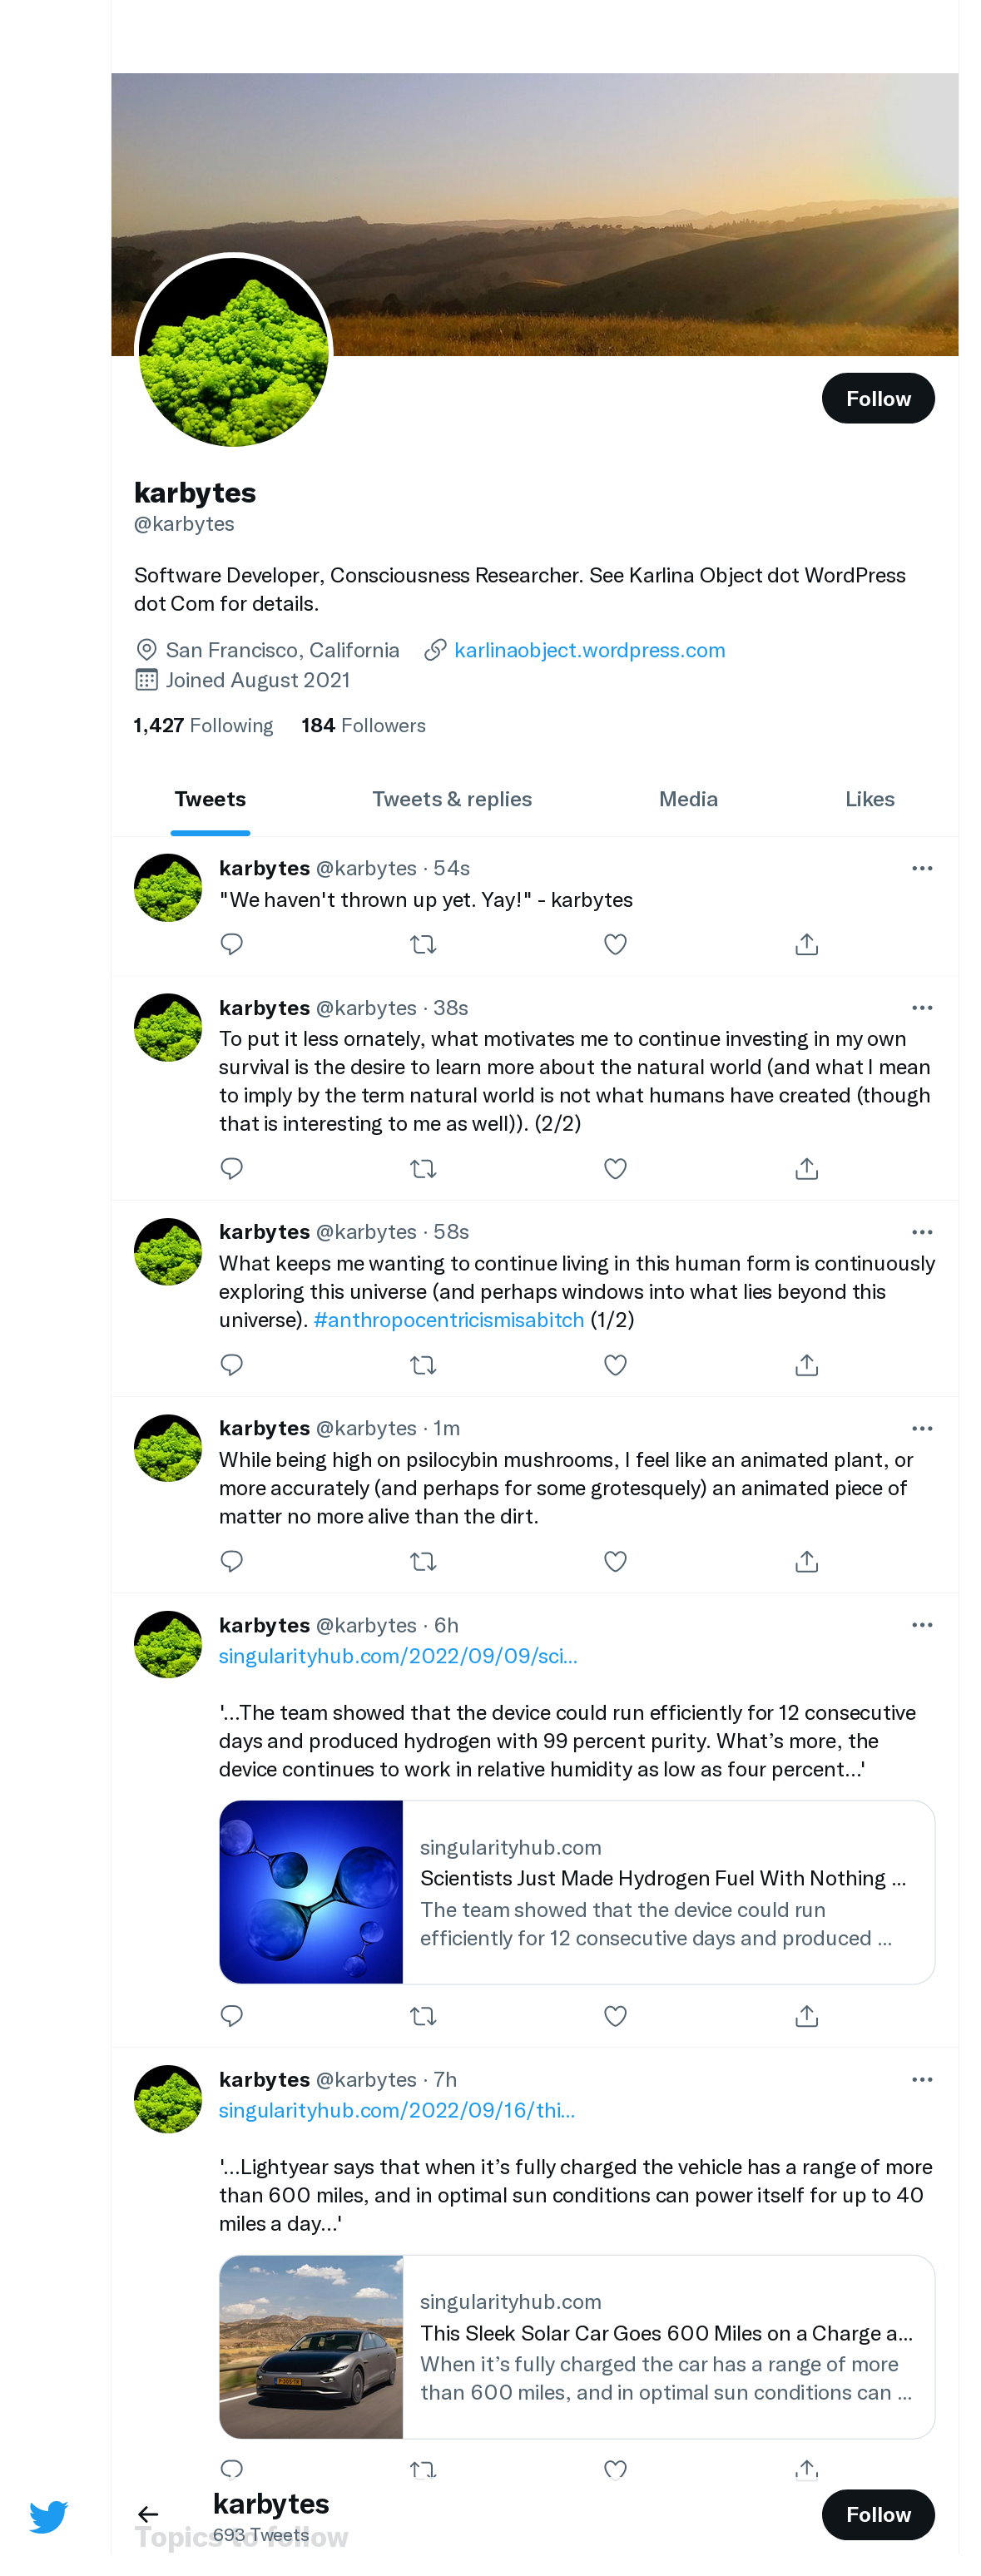 Follow
karbytes
@karbytes
Software Developer, Consciousness Researcher. See Karlina Object dot WordPress
dot Com for details.
San Francisco, California karlinaobject.wordpress.com
Joined August 2021
1,427 Following 184 Followers
Tweets Tweets & replies Media Likes
karbytes @karbytes · 54s
"We haven't thrown up yet. Yay!" - karbytes
karbytes @karbytes · 38s
To put it less ornately, what motivates me to continue investing in my own
survival is the desire to learn more about the natural world (and what I mean
to imply by the term natural world is not what humans have created (though
that is interesting to me as well)). (2/2)
karbytes @karbytes · 58s
What keeps me wanting to continue living in this human form is continuously
exploring this universe (and perhaps windows into what lies beyond this
universe). #anthropocentricismisabitch (1/2)
karbytes @karbytes · 1m
While being high on psilocybin mushrooms, I feel like an animated plant, or
more accurately (and perhaps for some grotesquely) an animated piece of
matter no more alive than the dirt.
karbytes @karbytes · 6h
singularityhub.com/2022/09/09/sci...
'...The team showed that the device could run efficiently for 12 consecutive
days and produced hydrogen with 99 percent purity. What's more, the
device continues to work in relative humidity as low as four percent...'
singularityhub.com
Scientists Just Made Hydrogen Fuel With Nothing ...
The team showed that the device could run
efficiently for 12 consecutive days and produced ...
karbytes @karbytes · 7h
singularityhub.com/2022/09/16/thi...
'...Lightyear says that when it's fully charged the vehicle has a range of more
than 600 miles, and in optimal sun conditions can power itself for up to 40
miles a day...'
singularityhub.com
This Sleek Solar Car Goes 600 Miles on a Charge a...
When it's fully charged the car has a range of more
than 600 miles, and in optimal sun conditions can ...
karbytes
Follow
693 Tweets
Topics to follow